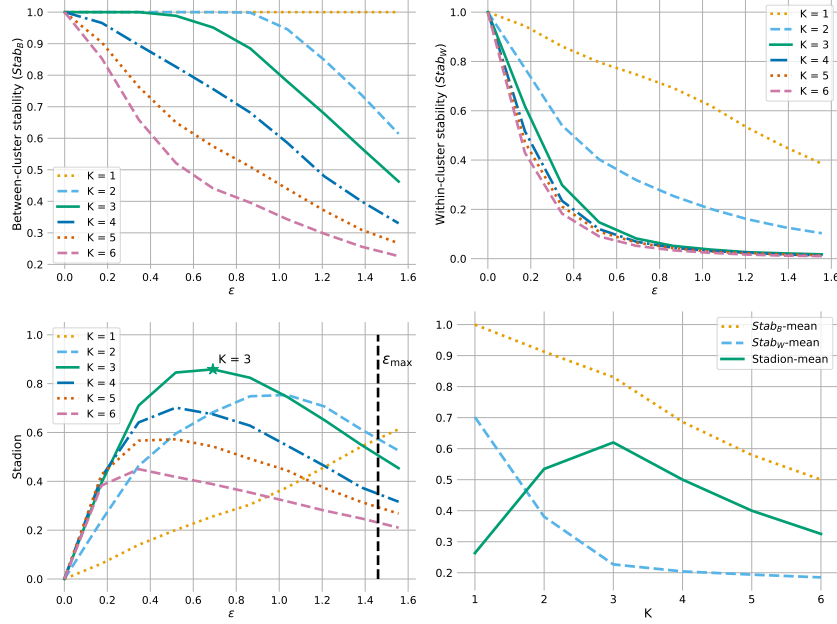 Between-cluster stability (Stab_B)
1.0
0.9
0.8
0.7
0.6
0.5
0.4
0.3
0.2
K = 1
K = 2
K = 3
K = 4
K = 5
K = 6
0.0 0.2 0.4 0.6 0.8 1.0 1.2 1.4 1.6
ε
Within-cluster stability (Stab_W)
1.0
0.8
0.6
0.4
0.2
0.0
K = 1
K = 2
K = 3
K = 4
K = 5
K = 6
0.0 0.2 0.4 0.6 0.8 1.0 1.2 1.4 1.6
ε
Stadion
1.0
0.8
0.6
0.4
0.2
0.0
K = 1
K = 2
K = 3
K = 4
K = 5
K = 6
K = 3
ε_max
0.0 0.2 0.4 0.6 0.8 1.0 1.2 1.4 1.6
ε
1.0
0.9
0.8
0.7
0.6
0.5
0.4
0.3
0.2
Stab_B-mean
Stab_W-mean
Stadion-mean
1 2 3 4 5 6
K